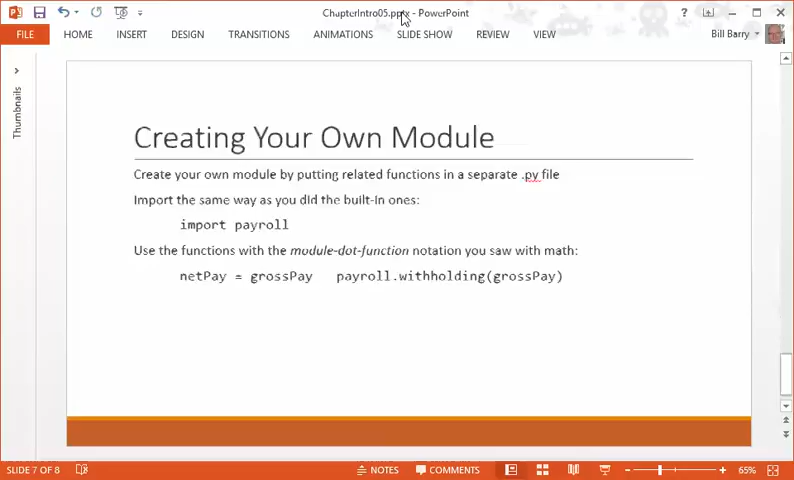 ChapterIntro05.pptx - PowerPoint
FILE HOME INSERT DESIGN TRANSITIONS ANIMATIONS SLIDE SHOW REVIEW VIEW Bill Barry
Thumbnails
Creating Your Own Module
Create your own module by putting related functions in a separate .py file
Import the same way as you did the built-in ones:
import payroll
Use the functions with the module-dot-function notation you saw with math:
netPay = grossPay payroll.withholding(grossPay)
SLIDE 7 OF 8 NOTES COMMENTS 65%